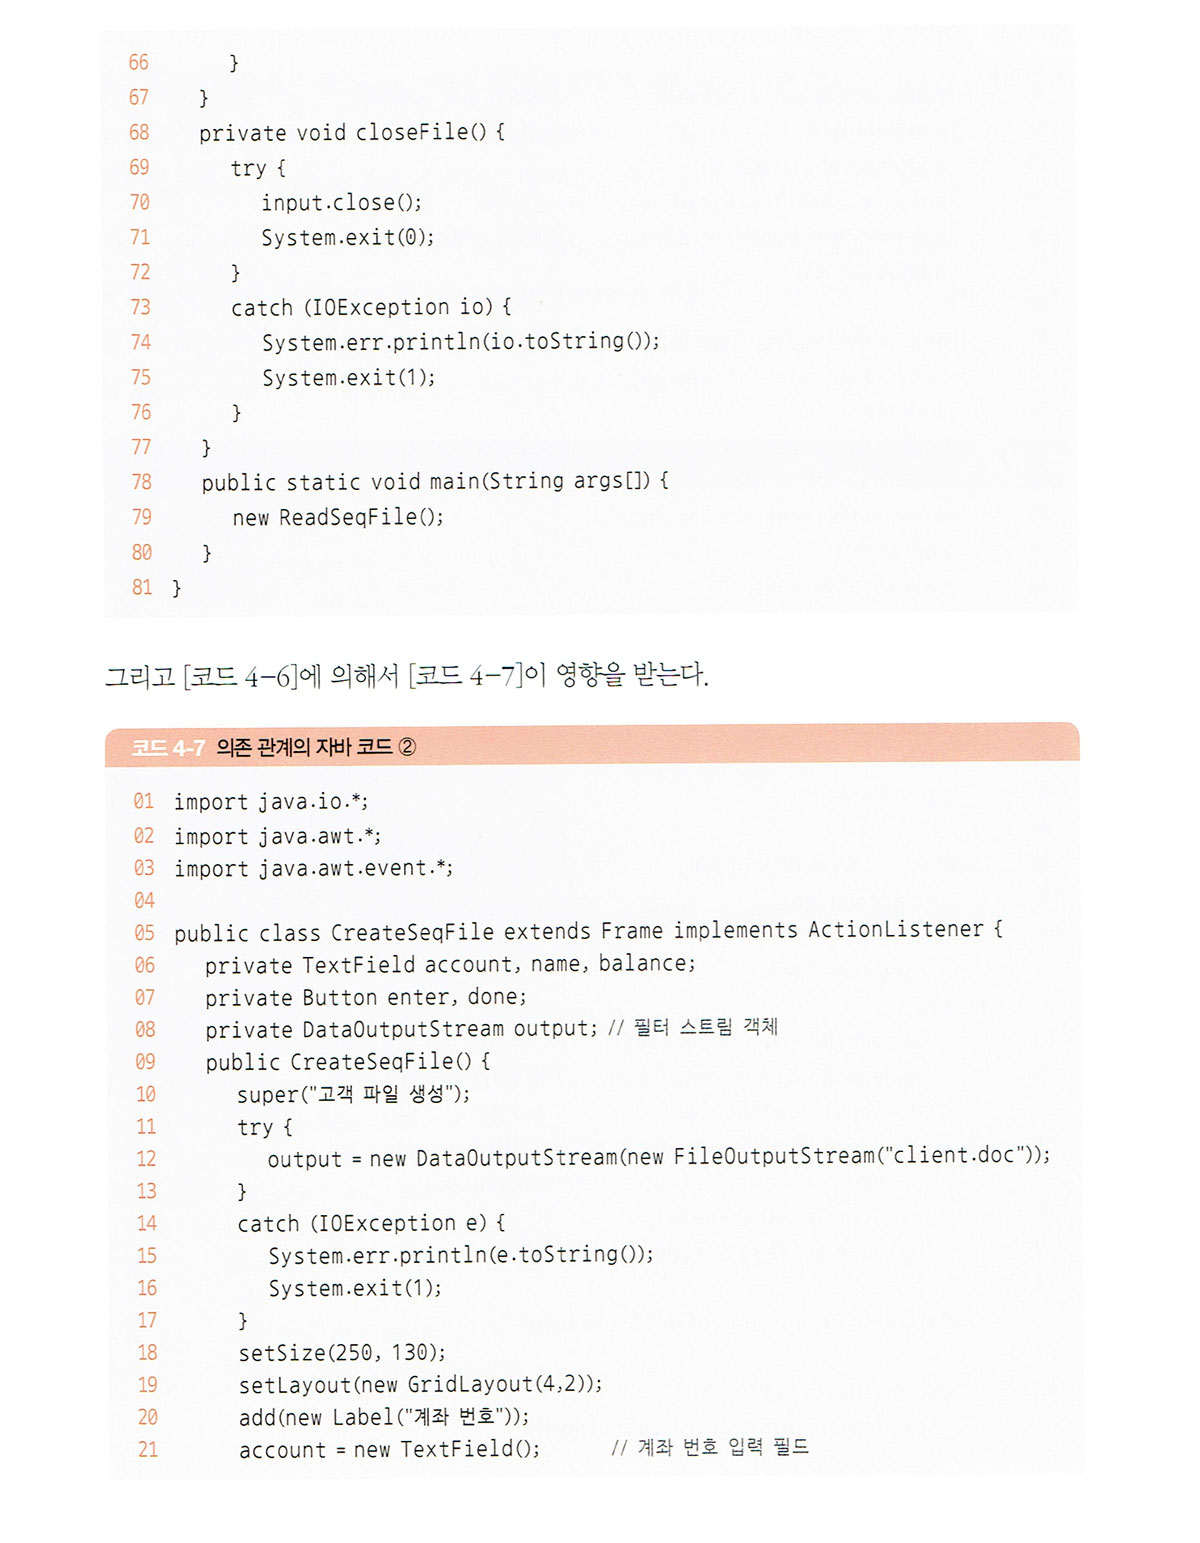 66 }
67 }
68 private void closeFile() {
69 try {
70 input.close();
71 System.exit(0);
72 }
73 catch (IOException io) {
74 System.err.println(io.toString());
75 System.exit(1);
76 }
77 }
78 public static void main(String args[]) {
79 new ReadSeqFile();
80 }
81 }
그리고 [코드 4-6]에 의해서 [코드 4-7]이 영향을 받는다.
코드 4-7 의존 관계의 자바 코드 ②
01 import java.io.*;
02 import java.awt.*;
03 import java.awt.event.*;
04
05 public class CreateSeqFile extends Frame implements ActionListener {
06 private TextField account, name, balance;
07 private Button enter, done;
08 private DataOutputStream output; // 필터 스트림 객체
09 public CreateSeqFile() {
10 super("고객 파일 생성");
11 try {
12 output = new DataOutputStream(new FileOutputStream("client.doc"));
13 }
14 catch (IOException e) {
15 System.err.println(e.toString());
16 System.exit(1);
17 }
18 setSize(250, 130);
19 setLayout(new GridLayout(4,2));
20 add(new Label("계좌 번호"));
21 account = new TextField(); // 계좌 번호 입력 필드